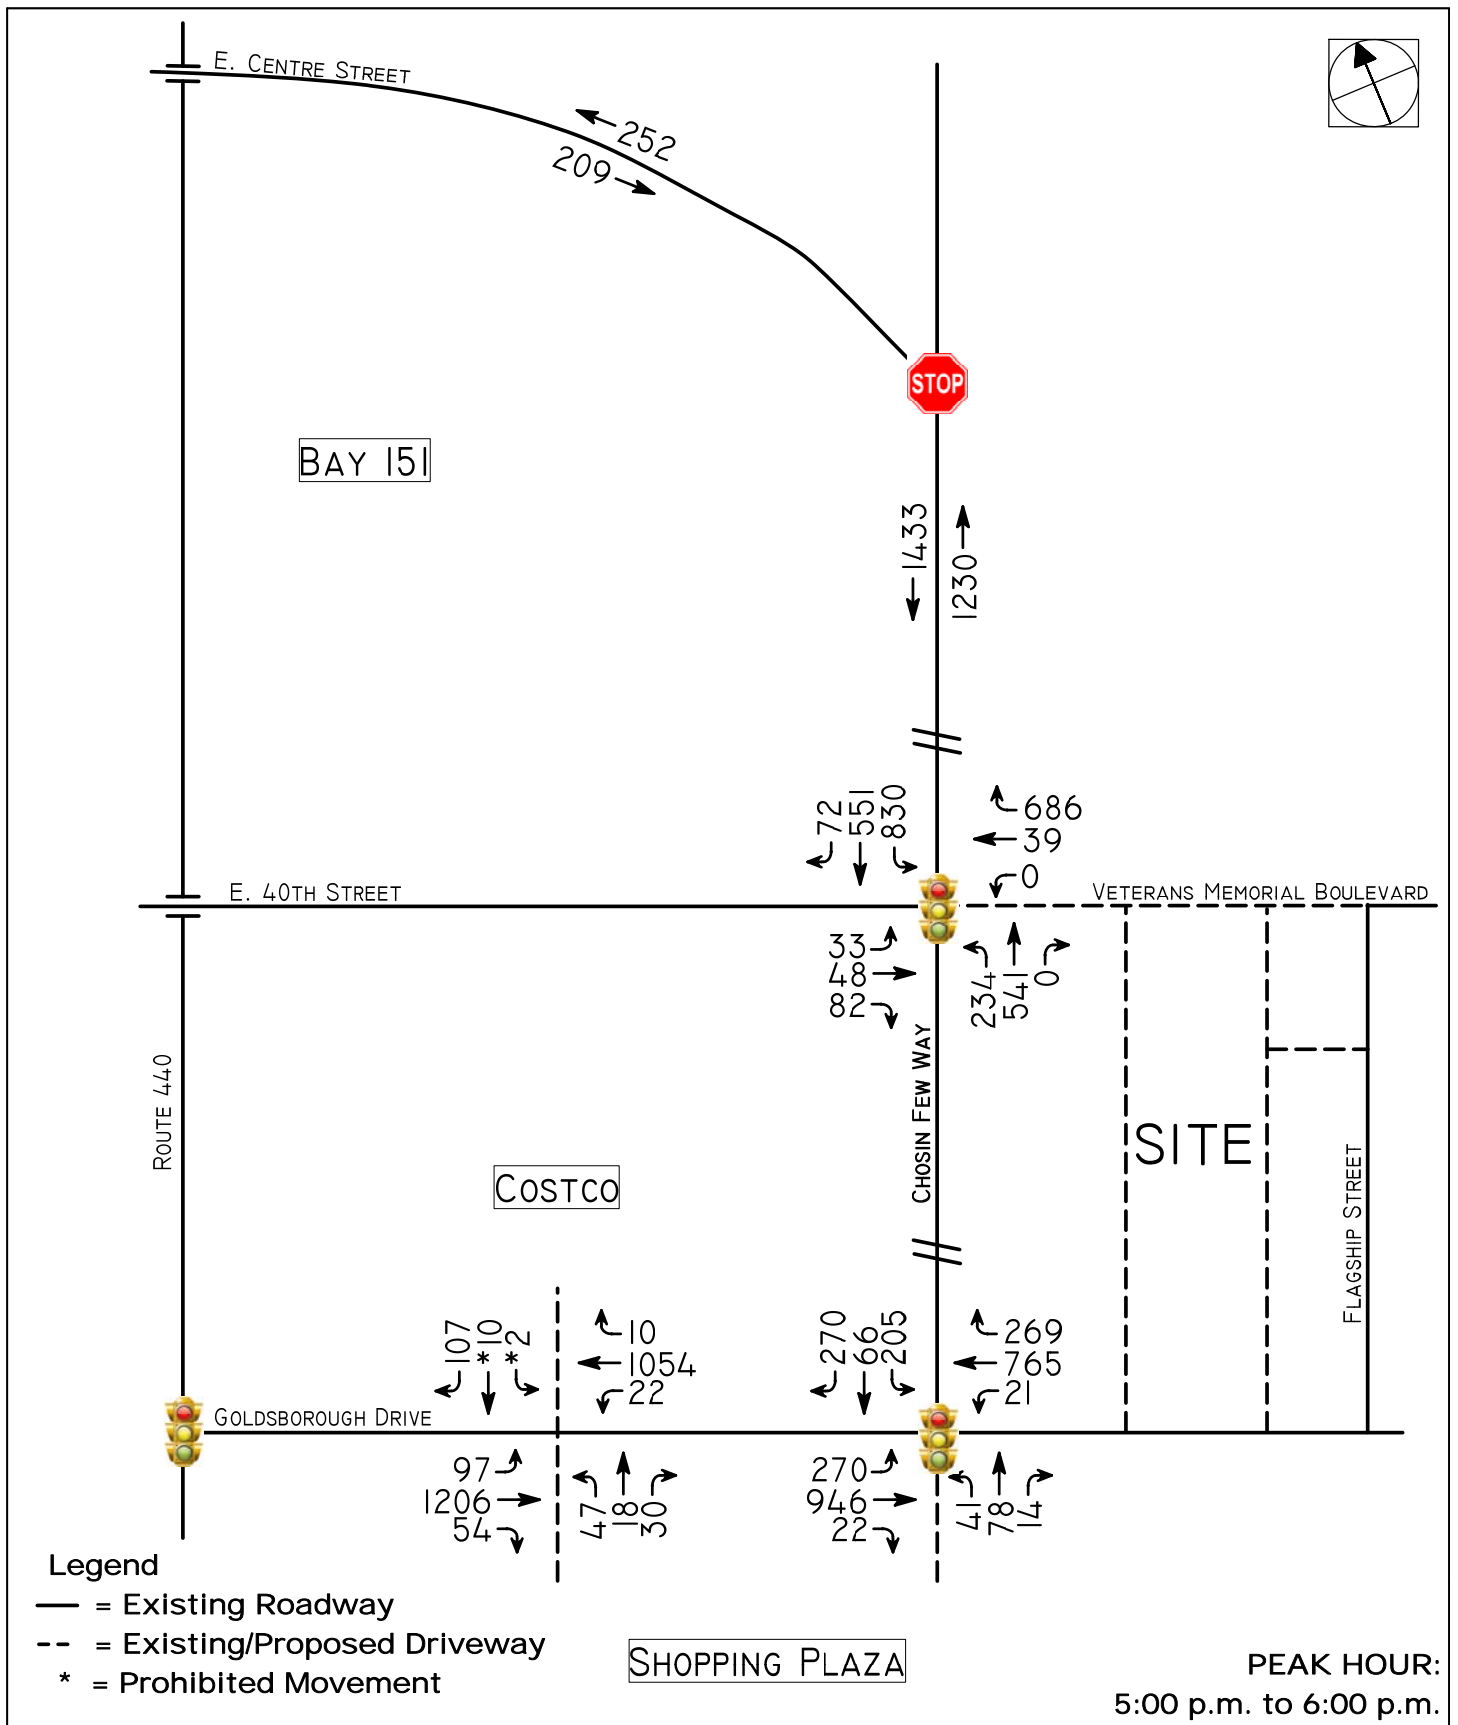 E. CENTRE STREET
252
209
STOP
BAY 151
1433
1230
72
551
830
686
39
0
E. 40TH STREET
VETERANS MEMORIAL BOULEVARD
33
48
82
234
541
0
CHOSIN FEW WAY
ROUTE 440
SITE
COSTCO
FLAGSHIP STREET
107
*10
*2
10
1054
22
270
66
205
269
765
21
GOLDSBOROUGH DRIVE
97
1206
54
47
18
30
270
946
22
41
78
14
Legend
= Existing Roadway
= Existing/Proposed Driveway
* = Prohibited Movement
SHOPPING PLAZA
PEAK HOUR:
5:00 p.m. to 6:00 p.m.